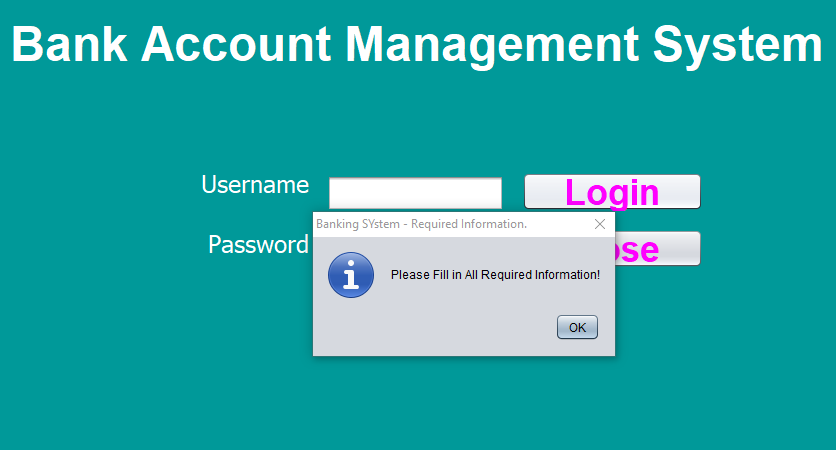 Bank Account Management System
Username
Login
Banking SYstem - Required Information.
Password
ose
Please Fill in All Required Information!
OK